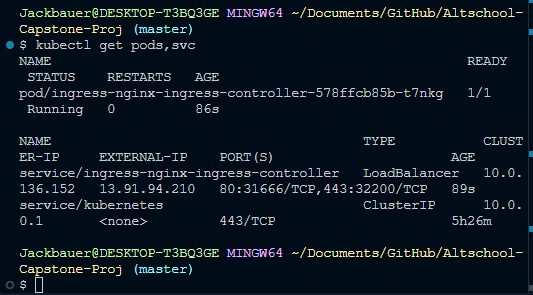 Jackbauer@DESKTOP-T3BQ3GE MINGW64 ~/Documents/GitHub/Altschool-
Capstone-Proj (master)
$ kubectl get pods,svc
NAME                                                     READY
 STATUS    RESTARTS   AGE
pod/ingress-nginx-ingress-controller-578ffcb85b-t7nkg   1/1
 Running   0          86s

NAME                                       TYPE           CLUST
ER-IP     EXTERNAL-IP    PORT(S)                      AGE
service/ingress-nginx-ingress-controller   LoadBalancer   10.0.
136.152   13.91.94.210   80:31666/TCP,443:32200/TCP   89s
service/kubernetes                         ClusterIP      10.0.
0.1       <none>         443/TCP                      5h26m

Jackbauer@DESKTOP-T3BQ3GE MINGW64 ~/Documents/GitHub/Altschool-
Capstone-Proj (master)
$